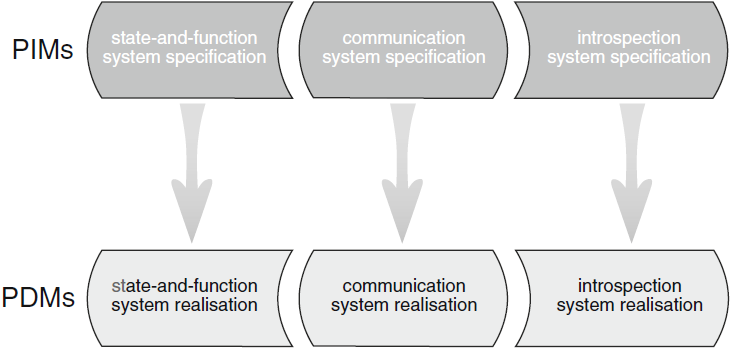 PIMs
state-and-function
system specification
communication
system specification
introspection
system specification
PDMs
state-and-function
system realisation
communication
system realisation
introspection
system realisation